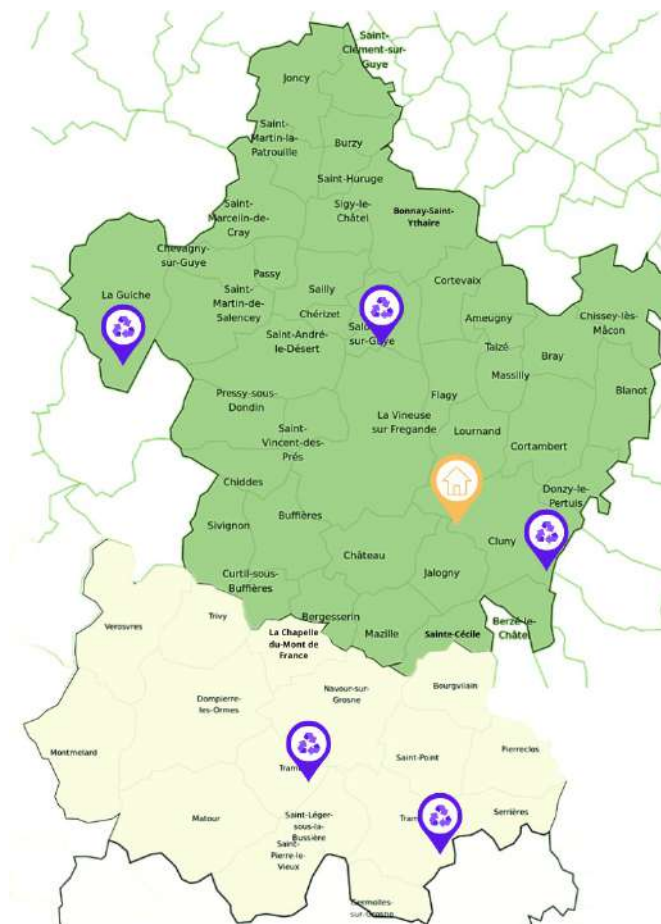 Saint-
Clément-sur-
Guye
Joncy
Saint-
Martin-la-
Patrouille
Burzy
Saint-Huruge
Saint-
Marcelin-de-
Cray
Sigy-le-
Châtel
Bonnay-Saint-
Ythaire
Chevagny-
sur-Guye
Passy
Sailly
Cortevaix
La Guiche
Saint-
Martin-de-
Salencey
Chérizet
Saint-André-
le-Désert
sur-Guye
Ameugny
Chissey-lès-
Mâcon
Taizé
Bray
Massilly
Blanot
Pressy-sous-
Dondin
Flagy
La Vineuse
sur Fregande
Saint-
Vincent-des-
Prés
Lournand
Cortambert
Chiddes
Donzy-le-
Pertuis
Buffières
Sivignon
Cluny
Château
Jalogny
Curtil-sous-
Buffières
Bergesserin
Mazille
Sainte-Cécile
Berzé-le-
Châtel
Trivy
Verosvres
La Chapelle
du-Mont de
France
Navour-sur-
Grosne
Bourgvilain
Dompierre-
les-Ormes
Montmelard
Saint-Point
Pierreclos
Tram
Matour
Saint-Léger-
sous-la-
Bussière
Tram
Serrières
Saint-
Pierre-le-
Vieux
Germolles-
sur-Grosne